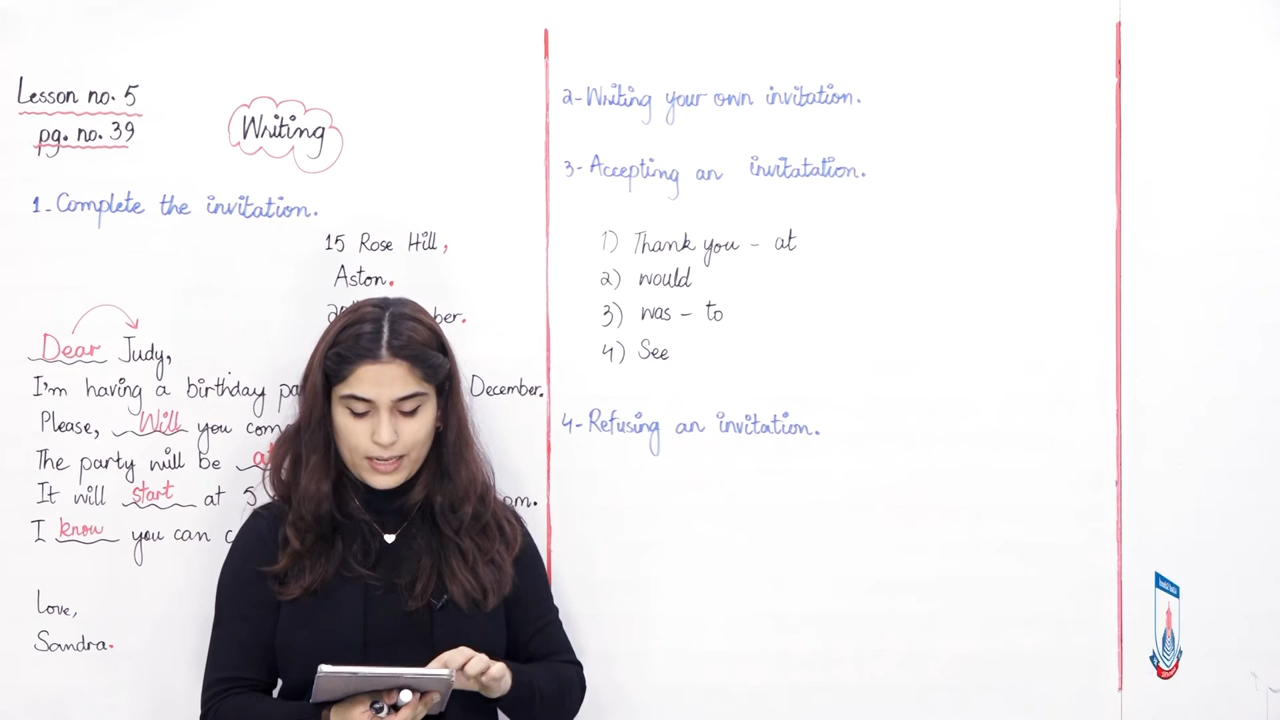 Lesson no. 5
pg. no. 39
Writing
1-Complete the invitation.
15 Rose Hill,
Aston.
Dear Judy,
I'm having a birthday December.
Please, Will you
The party will be
It will start at 5 pm.
I know you can
Love,
Sandra.
2-Writing your own invitation.
3-Accepting an invitatation.
1) Thank you - at
2) would
3) was - to
4) See
4-Refusing an invitation.